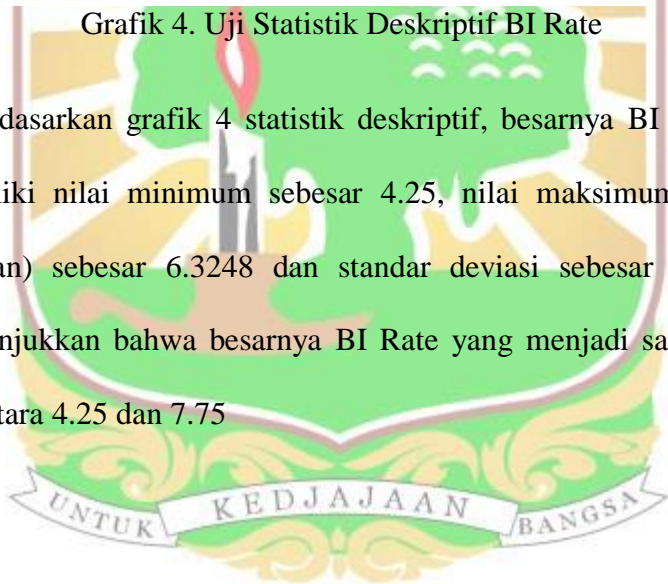 Grafik 4. Uji Statistik Deskriptif BI Rate
dasarkan grafik 4 statistik deskriptif, besarnya BI
iki nilai minimum sebesar 4.25, nilai maksimum
an) sebesar 6.3248 dan standar deviasi sebesar
njukkan bahwa besarnya BI Rate yang menjadi sa
tara 4.25 dan 7.75
UNTUK KEDJAJAAN BANGSA